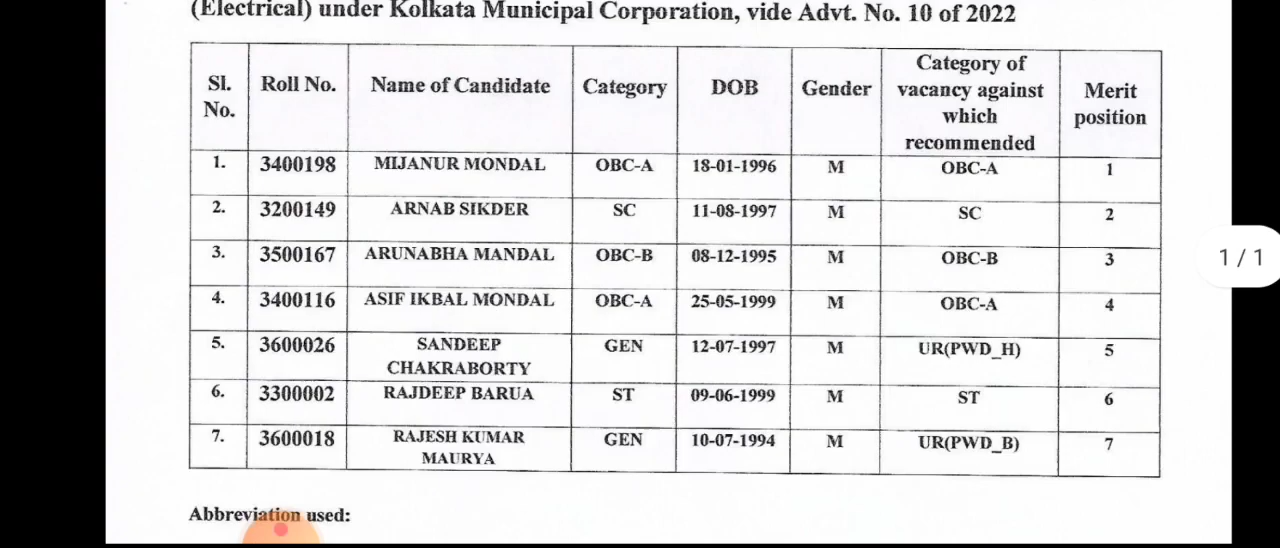 (Electrical) under Kolkata Municipal Corporation, vide Advt. No. 10 of 2022
Sl. No. Roll No. Name of Candidate Category DOB Gender Category of vacancy against which recommended Merit position
1. 3400198 MIJANUR MONDAL OBC-A 18-01-1996 M OBC-A 1
2. 3200149 ARNAB SIKDER SC 11-08-1997 M SC 2
3. 3500167 ARUNABHA MANDAL OBC-B 08-12-1995 M OBC-B 3
4. 3400116 ASIF IKBAL MONDAL OBC-A 25-05-1999 M OBC-A 4
5. 3600026 SANDEEP CHAKRABORTY GEN 12-07-1997 M UR(PWD_H) 5
6. 3300002 RAJDEEP BARUA ST 09-06-1999 M ST 6
7. 3600018 RAJESH KUMAR MAURYA GEN 10-07-1994 M UR(PWD_B) 7
Abbreviation used:
1 / 1